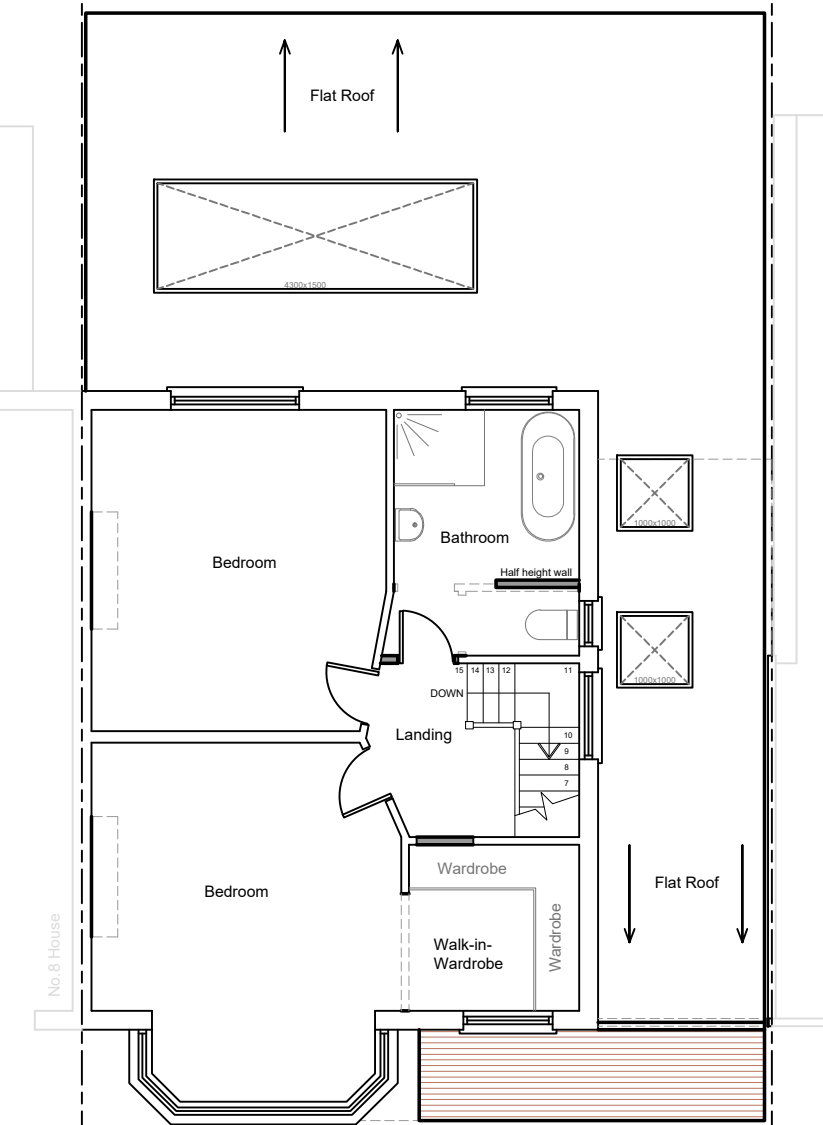 Flat Roof
4300x1500
1000x1000
Bedroom
Bathroom
Half height wall
1000x1000
15 14 13 12 11
DOWN
Landing
10
9
8
7
Wardrobe
Flat Roof
Bedroom
Wardrobe
Walk-in-
Wardrobe
No.8 House